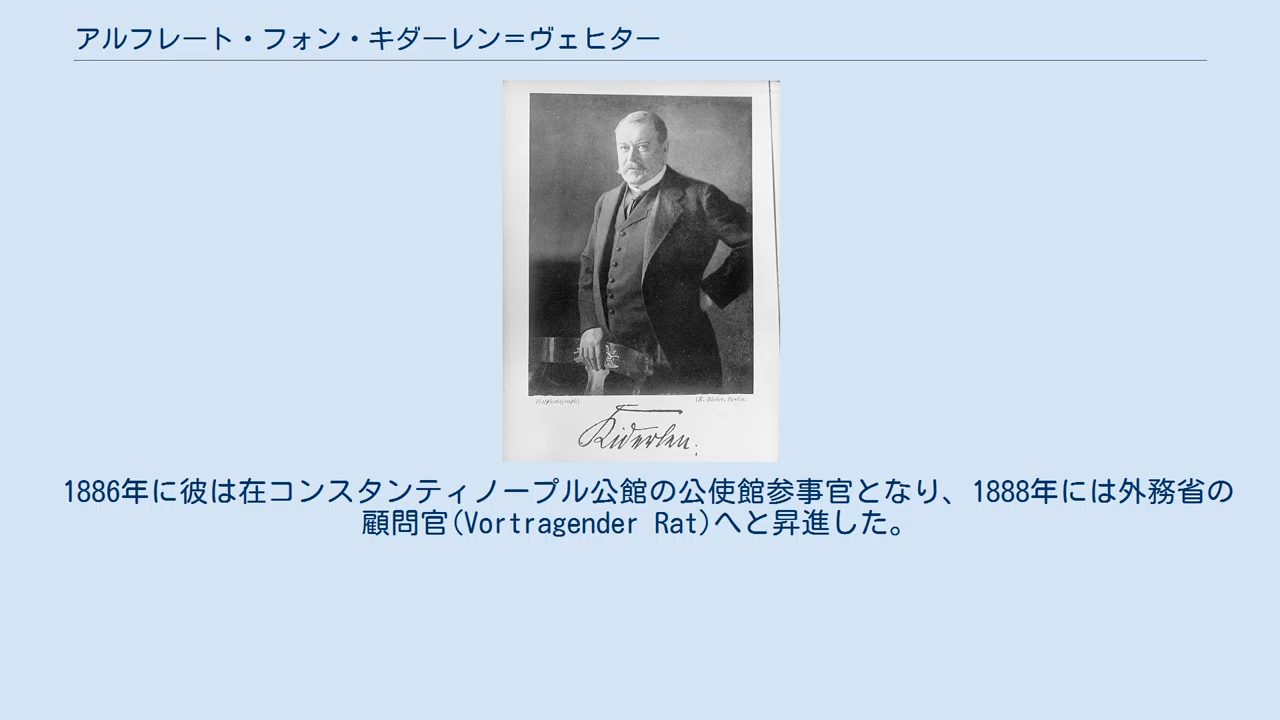 アルフレート・フォン・キダーレン＝ヴェヒター
Kiderlen.
1886年に彼は在コンスタンティノープル公館の公使館参事官となり、1888年には外務省の
顧問官(Vortragender Rat)へと昇進した。